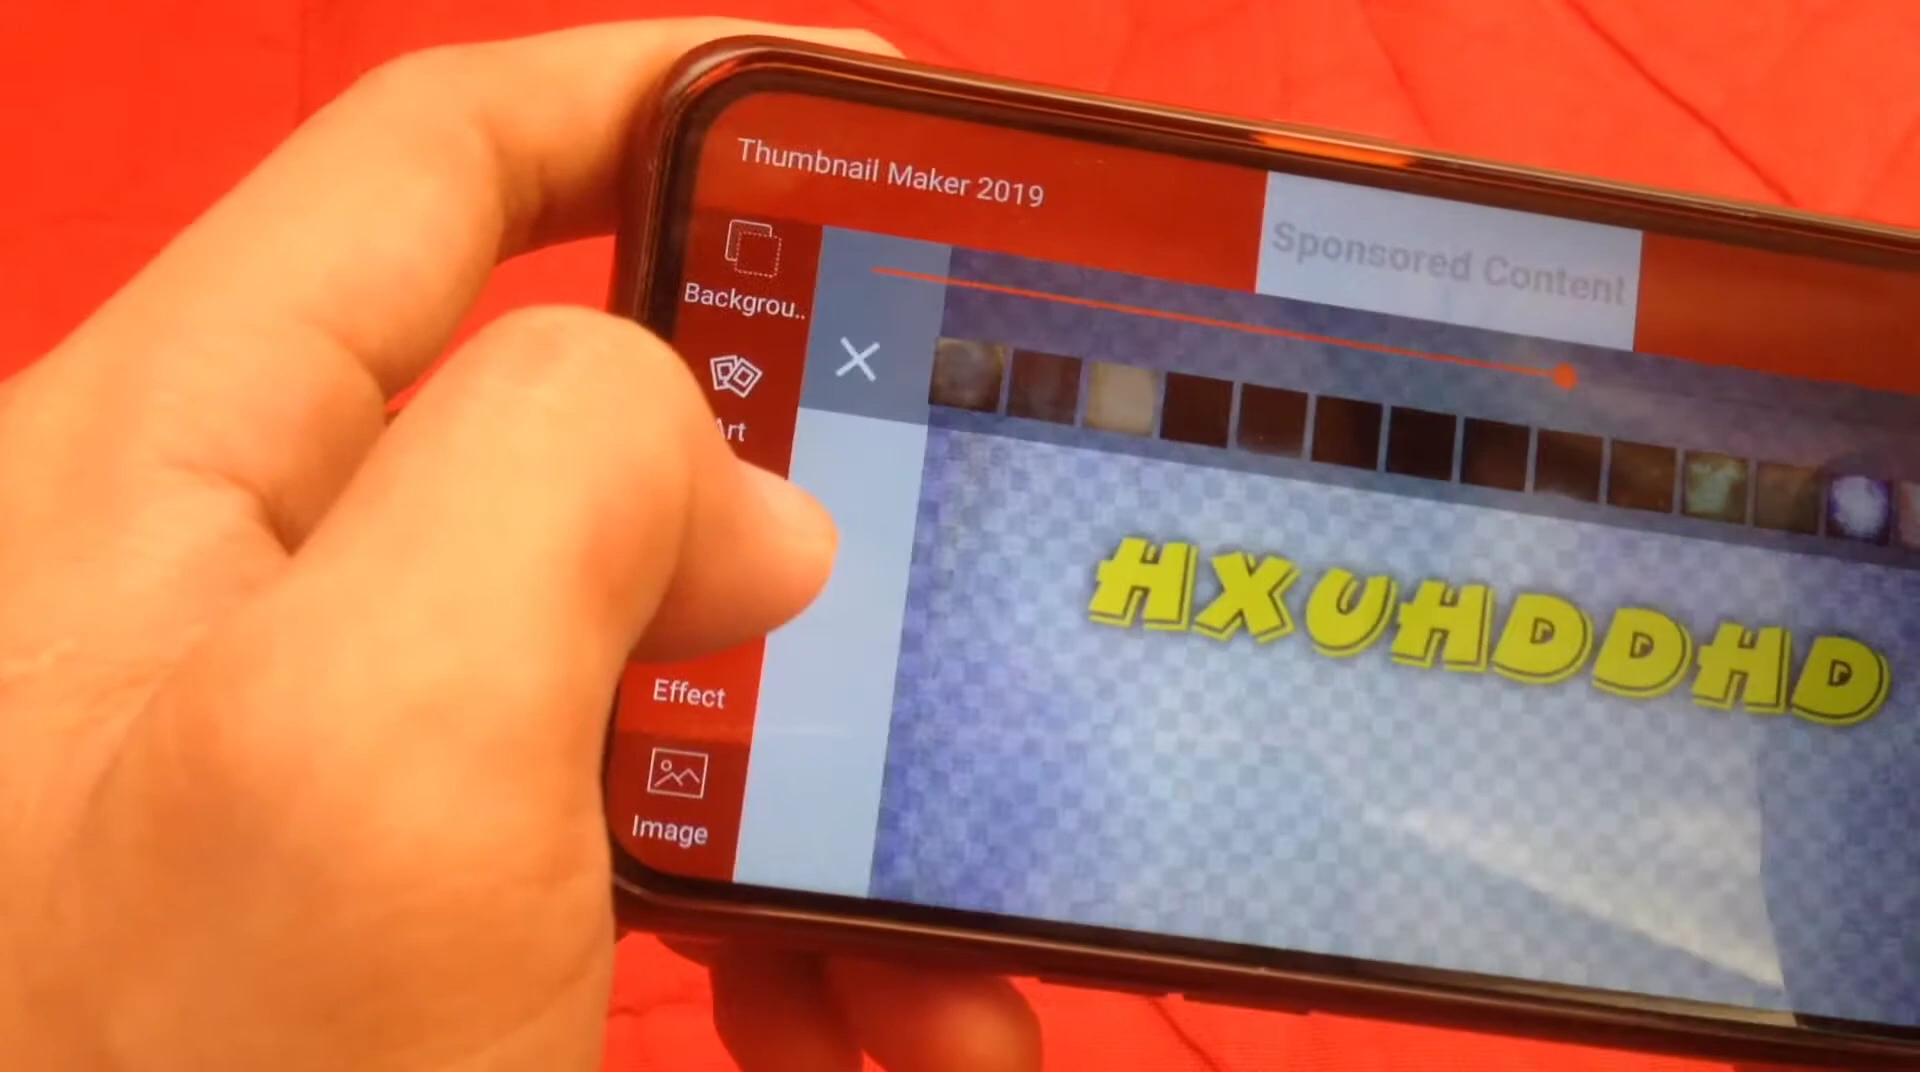 Thumbnail Maker 2019
Sponsored Content
Backgrou..
Art
HXUHDDHD
Effect
Image